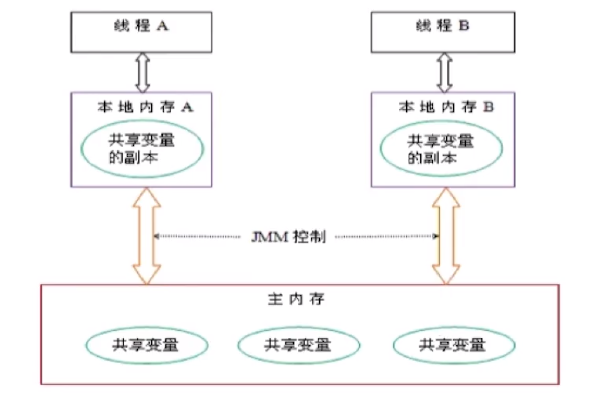 线程 A
线程 B
本地内存 A
本地内存 B
共享变量
的副本
共享变量
的副本
JMM 控制
主内存
共享变量
共享变量
共享变量